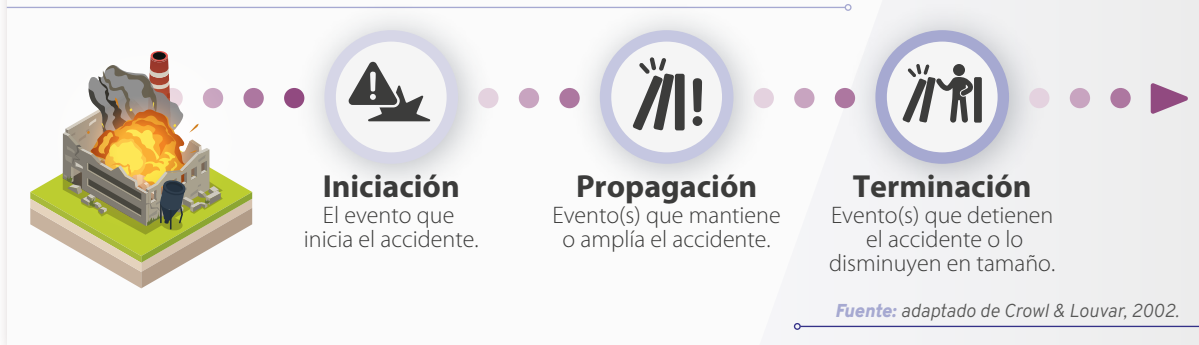 Iniciación
El evento que
inicia el accidente.
Propagación
Evento(s) que mantiene
o amplía el accidente.
Terminación
Evento(s) que detienen
el accidente o lo
disminuyen en tamaño.
Fuente: adaptado de Crowl & Louvar, 2002.